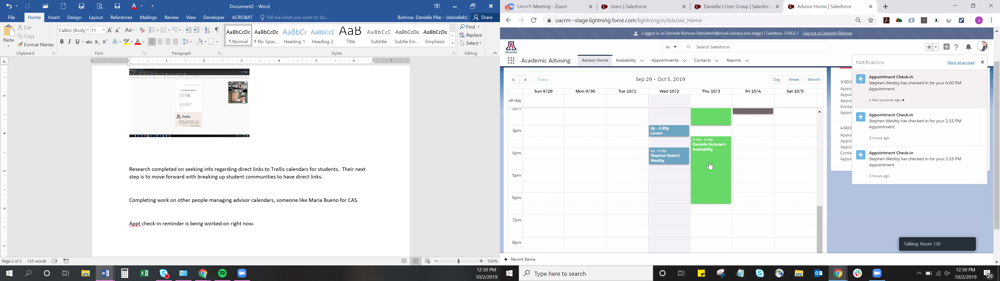 Document2 - Word
File Home Insert Design Layout References Mailings Review View Developer ACROBAT Tell me what you want to do... Buhrow, Danielle Pilar - (danielleb) Share
Paste
Cut
Copy
Format Painter
Clipboard
Calibri (Body) 11
Font
Paragraph
AaBbCcDc AaBbCcDc AaBbC( AaBbCcE AaB AaBbCcD AaBbCcDa AaBbCcDa
¶ Normal ¶ No Spac... Heading 1 Heading 2 Title Subtitle Subtle Em... Emphasis
Styles
Find
Replace
Select
Editing
1 1 2 3 4 5 6 7
Trellis
Research completed on seeking info regarding direct links to Trellis calendars for students. Their next
step is to move forward with breaking up student communities to have direct links.
Completing work on other people managing advisor calendars, someone like Maria Bueno for CAS.
Appt check-in reminder is being worked on right now.
Page 2 of 2 125 words 100%
12:30 PM
10/2/2019
Launch Meeting - Zoom Users | Salesforce Danielle's User Group | Salesforc Advisor Home | Salesforce
uacrm--stage.lightning.force.com/lightning/n/Advisor_Home
Logged in as Danielle Buhrow (danielleb@email.arizona.edu.stage) | Sandbox: STAGE | Log out as Danielle Buhrow
ARIZONA
All Search Salesforce
Academic Advising Advisor Home Availability Appointments Contacts Reports
Today Sep 29 – Oct 5, 2019 Day Week Month
Sun 9/29 Mon 9/30 Tue 10/1 Wed 10/2 Thu 10/3 Fri 10/4 Sat 10/5
all-day
2pm
3pm
4pm
5pm
6pm
7pm
8pm
3p - 3:30p
Larsen
4p - 4:45p
Stephen Robert
Westby
3:30p - 6:30p
Danielle Buhrow's
Availability
3:00:0
Appoi
Appoi
Appoi
Conta
Appoi
4:00:0
Appoi
Appoi
Appoi
Conta
Appoi
Notifications Mark all as read
Appointment Check-in
Stephen Westby has checked in for your 4:00 PM
Appointment.
a few seconds ago
Appointment Check-in
Stephen Westby has checked in for your 2:15 PM
Appointment.
3 hours ago
Appointment Check-in
Stephen Westby has checked in for your 2:15 PM
Appointment.
3 hours ago
Talking: Room 130
Recent Items
Type here to search
12:30 PM
10/2/2019
20